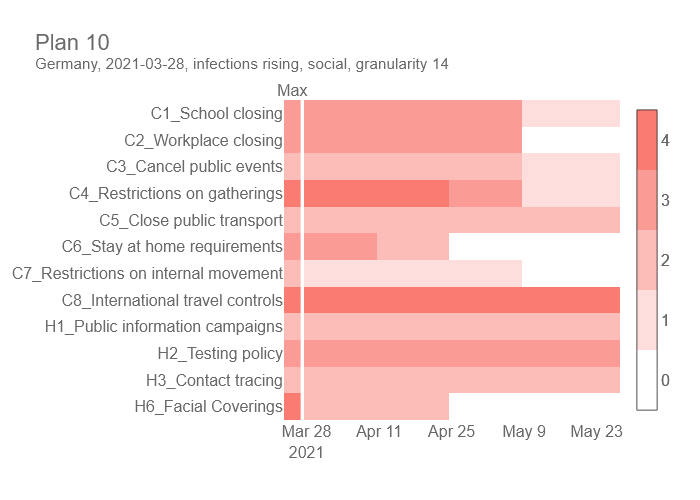 Plan 10
Germany, 2021-03-28, infections rising, social, granularity 14
Max
C1_School closing
C2_Workplace closing
C3_Cancel public events
C4_Restrictions on gatherings
C5_Close public transport
C6_Stay at home requirements
C7_Restrictions on internal movement
C8_International travel controls
H1_Public information campaigns
H2_Testing policy
H3_Contact tracing
H6_Facial Coverings
4
3
2
1
0
Mar 28 Apr 11 Apr 25 May 9 May 23
2021